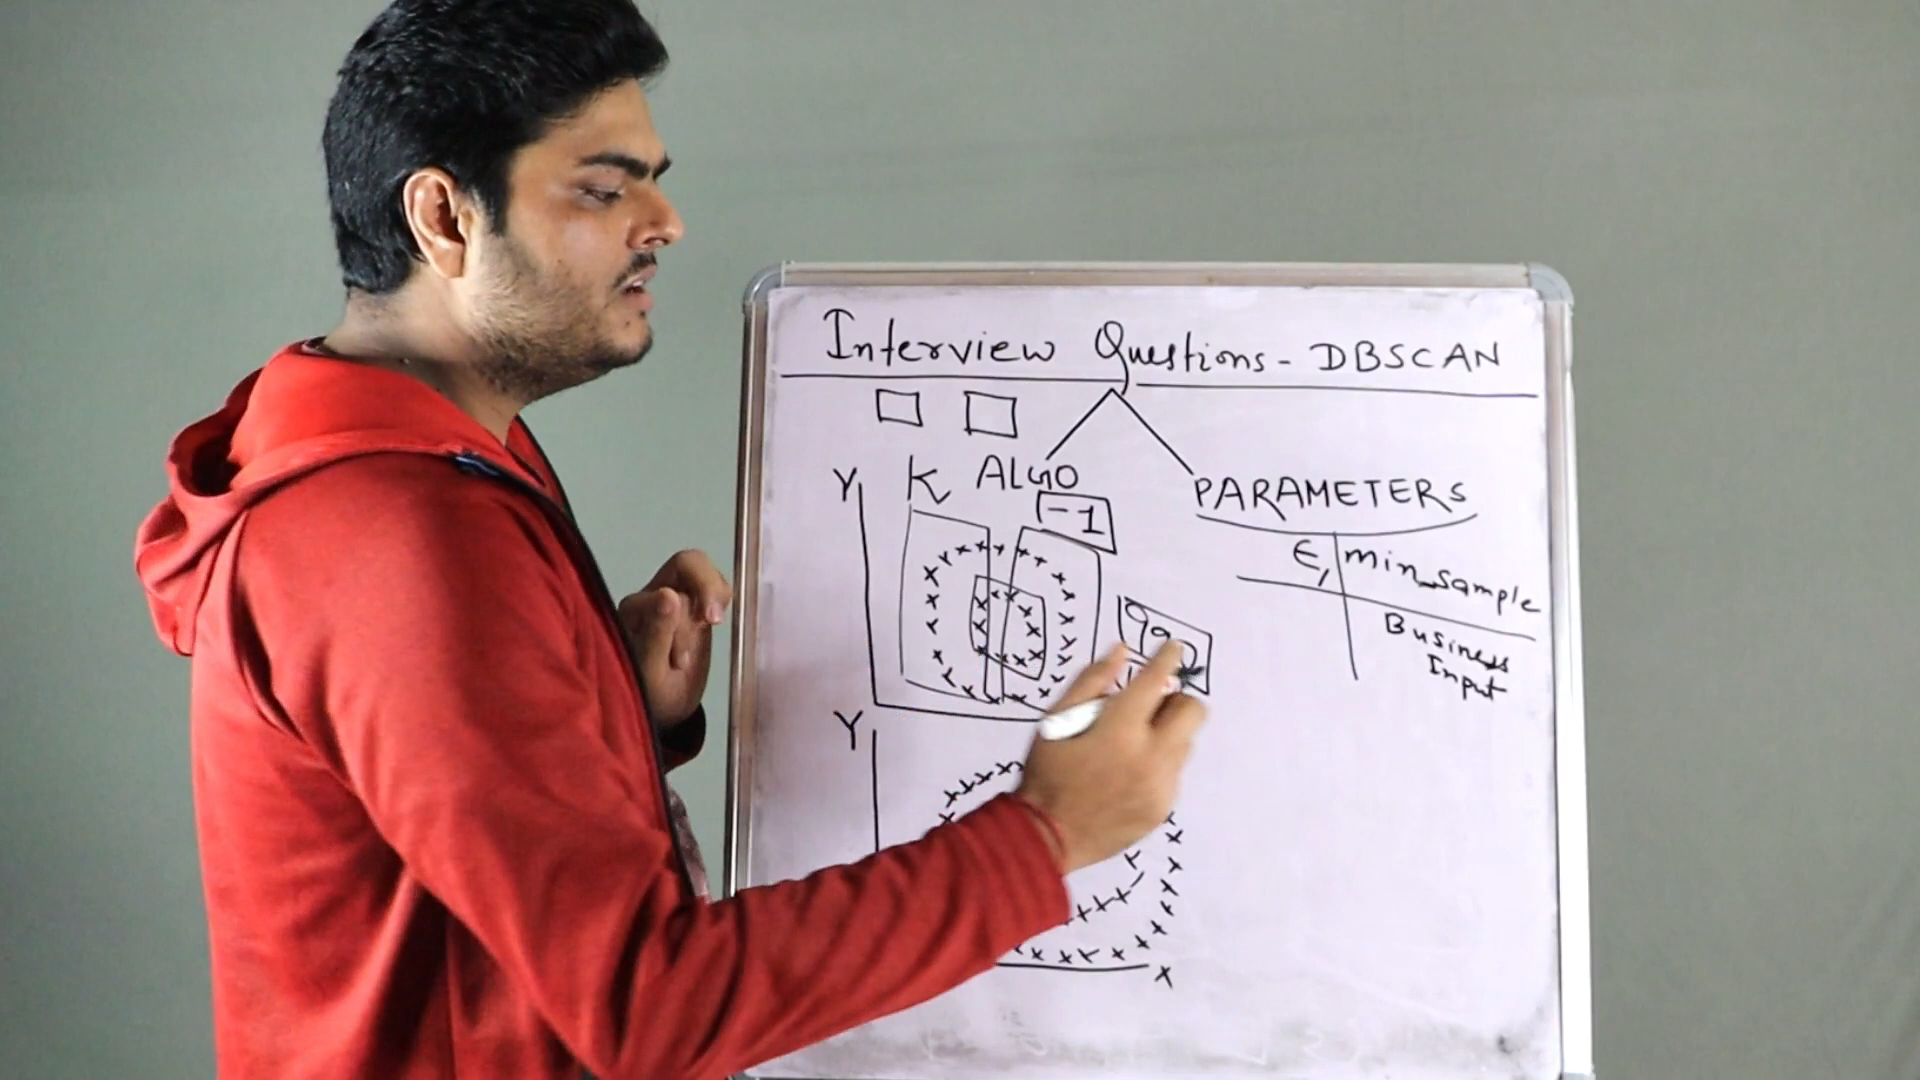 Interview Questions - DBSCAN
K ALGO
PARAMETERS
Y
-1
ϵ, min_sample
Business
Input
Y
X